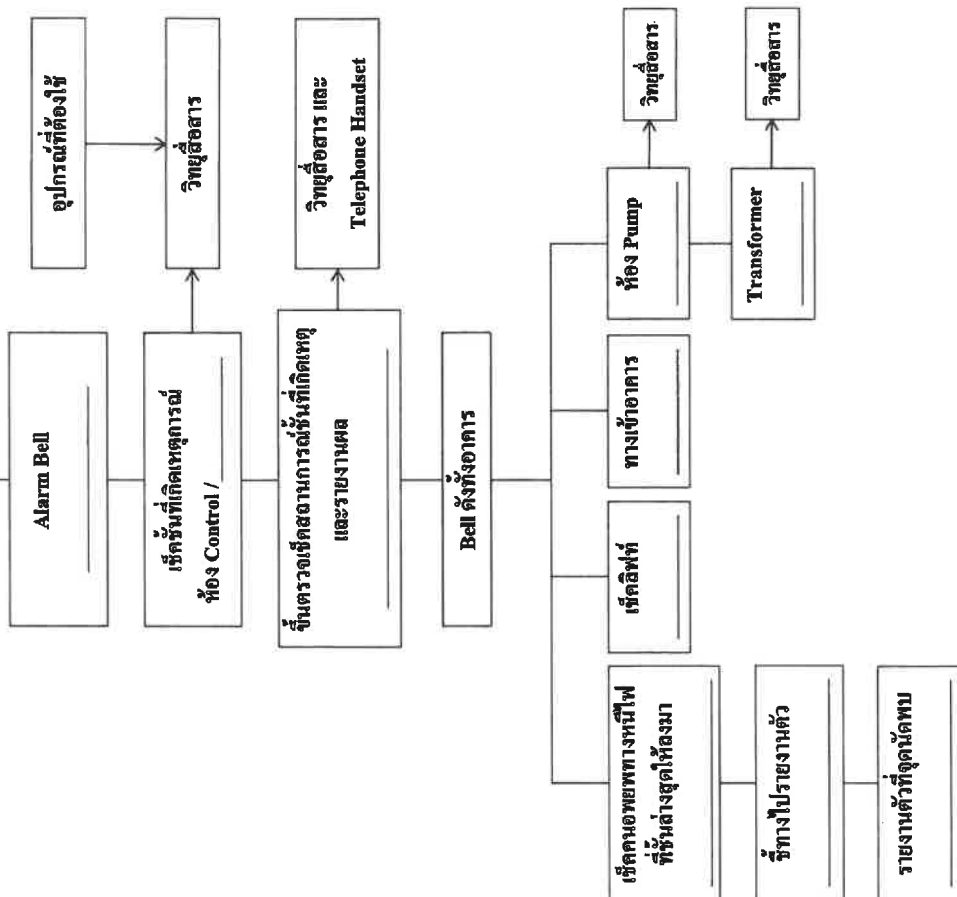 อุปกรณ์ที่ต้องใช้
Alarm Bell
วิทยุสื่อสาร
เช็คชั้นที่เกิดเหตุการณ์
ห้อง Control /
วิทยุสื่อสาร และ
Telephone Handset
ขึ้นตรวจเช็คสถานการณ์ชั้นที่เกิดเหตุ
และรายงานผล
Bell ดังทั้งอาคาร
เช็คคนอพยพทางหนีไฟ
ที่ชั้นล่างสุดให้ลงมา
เช็คลิฟท์
ทางเข้าอาคาร
ห้อง Pump
วิทยุสื่อสาร
ชี้ทางไปรายงานตัว
Transformer
วิทยุสื่อสาร
รายงานตัวที่จุดนัดพบ